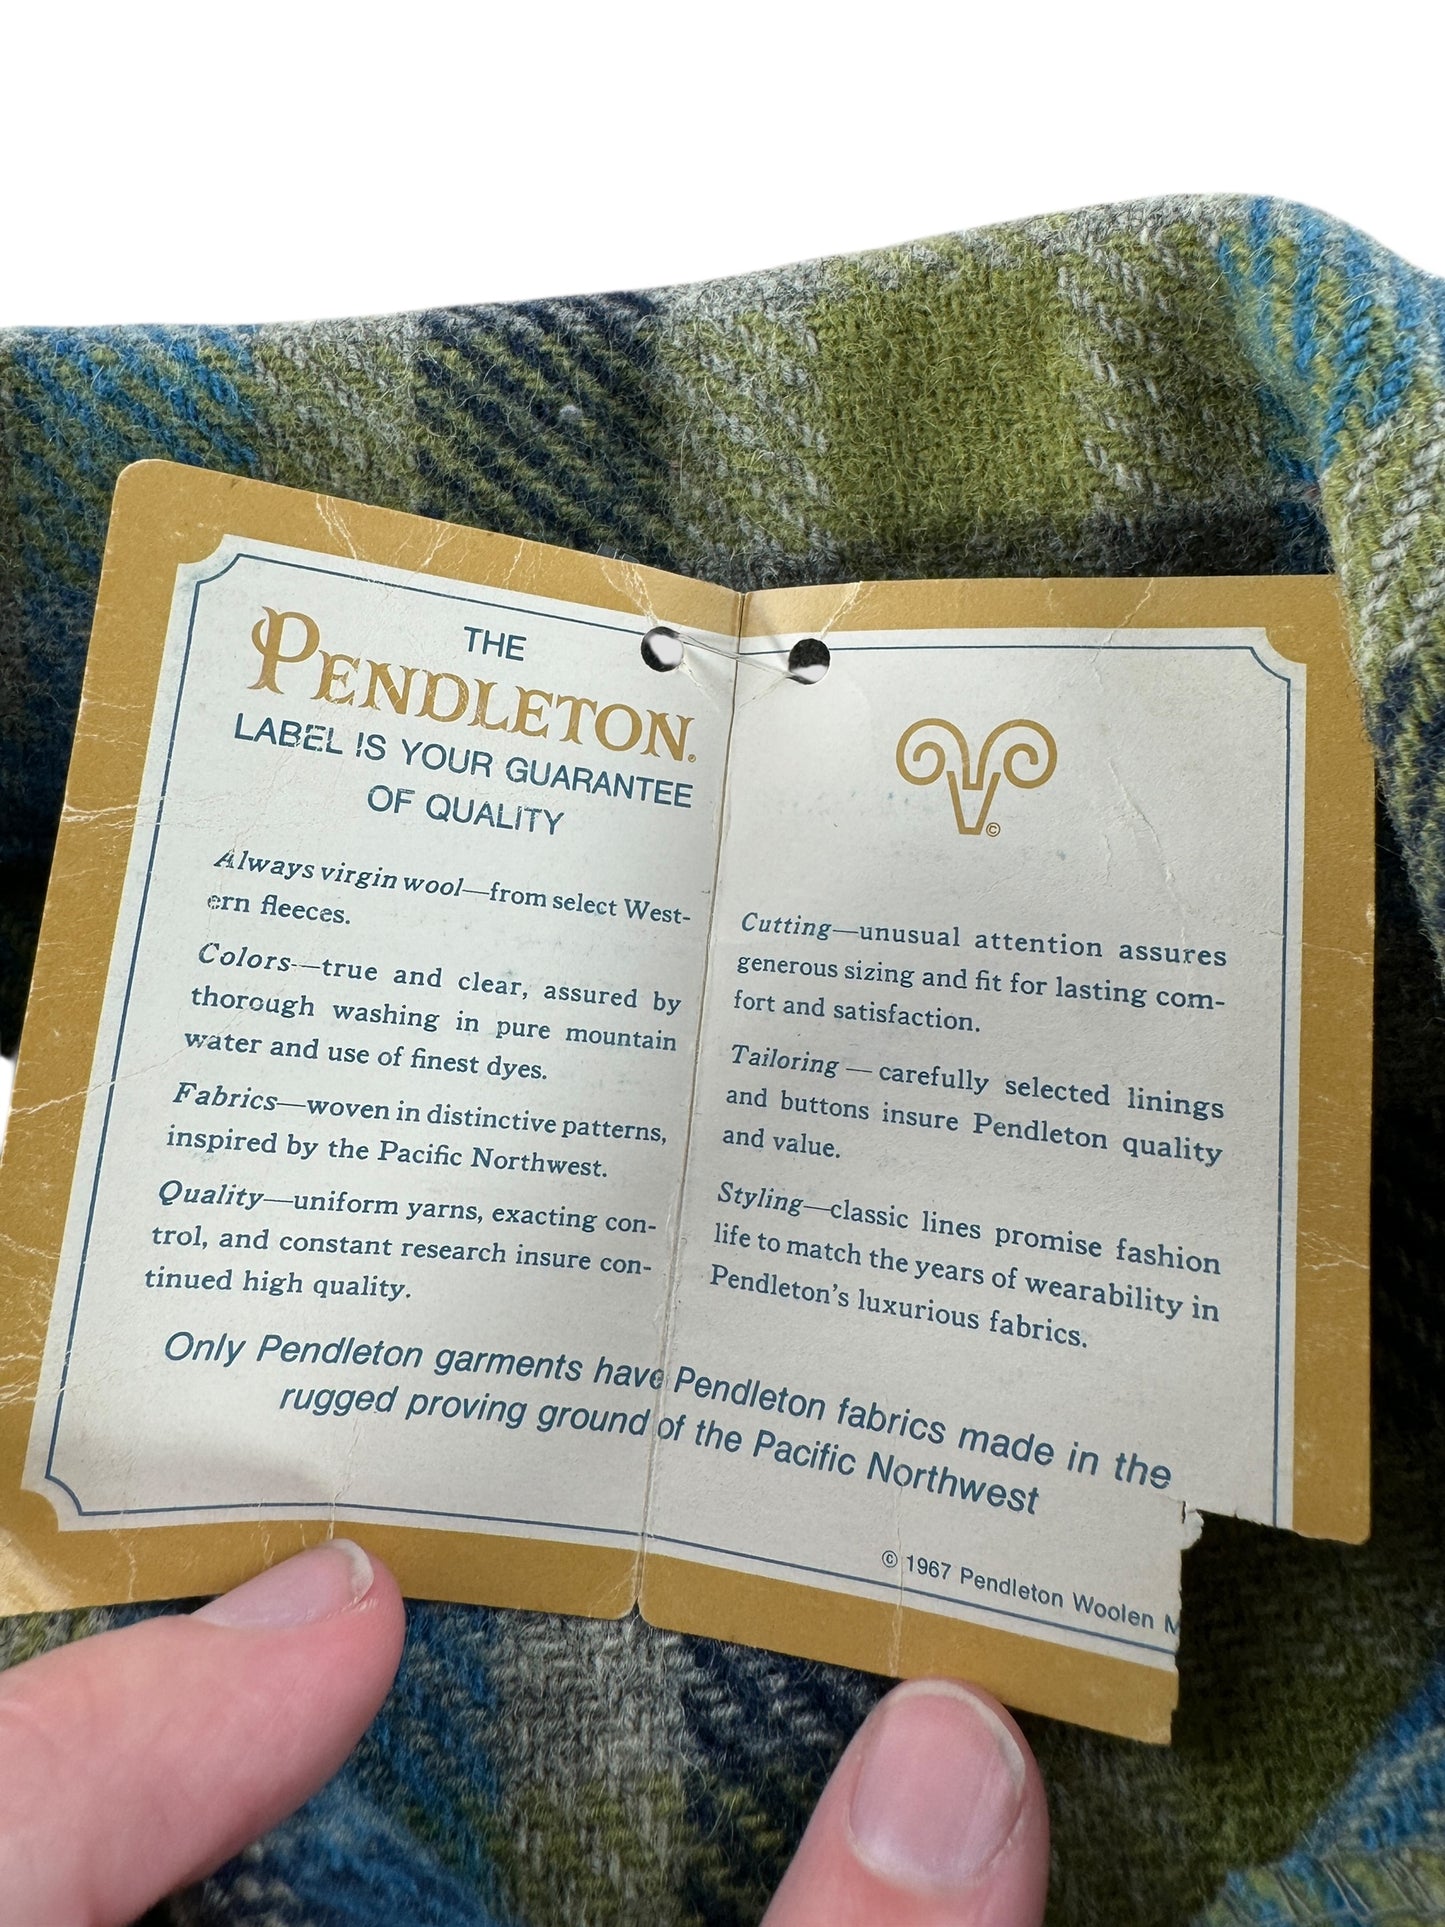 THE
PENDLETON®
LABEL IS YOUR GUARANTEE
OF QUALITY
Always virgin wool—from select West-
ern fleeces.
Colors—true and clear, assured by
thorough washing in pure mountain
water and use of finest dyes.
Fabrics—woven in distinctive patterns,
inspired by the Pacific Northwest.
Quality—uniform yarns, exacting con-
trol, and constant research insure con-
tinued high quality.
©
Cutting—unusual attention assures
generous sizing and fit for lasting com-
fort and satisfaction.
Tailoring — carefully selected linings
and buttons insure Pendleton quality
and value.
Styling—classic lines promise fashion
life to match the years of wearability in
Pendleton's luxurious fabrics.
Only Pendleton garments have Pendleton fabrics made in the
rugged proving ground of the Pacific Northwest
© 1967 Pendleton Woolen